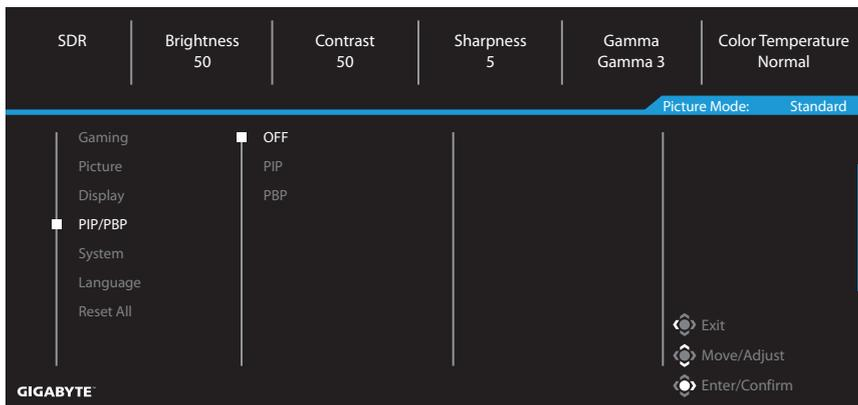 SDR Brightness Contrast Sharpness Gamma Color Temperature
50 50 5 Gamma 3 Normal
Picture Mode: Standard
Gaming OFF
Picture PIP
Display PBP
PIP/PBP
System
Language
Reset All
Exit
Move/Adjust
Enter/Confirm
GIGABYTE™